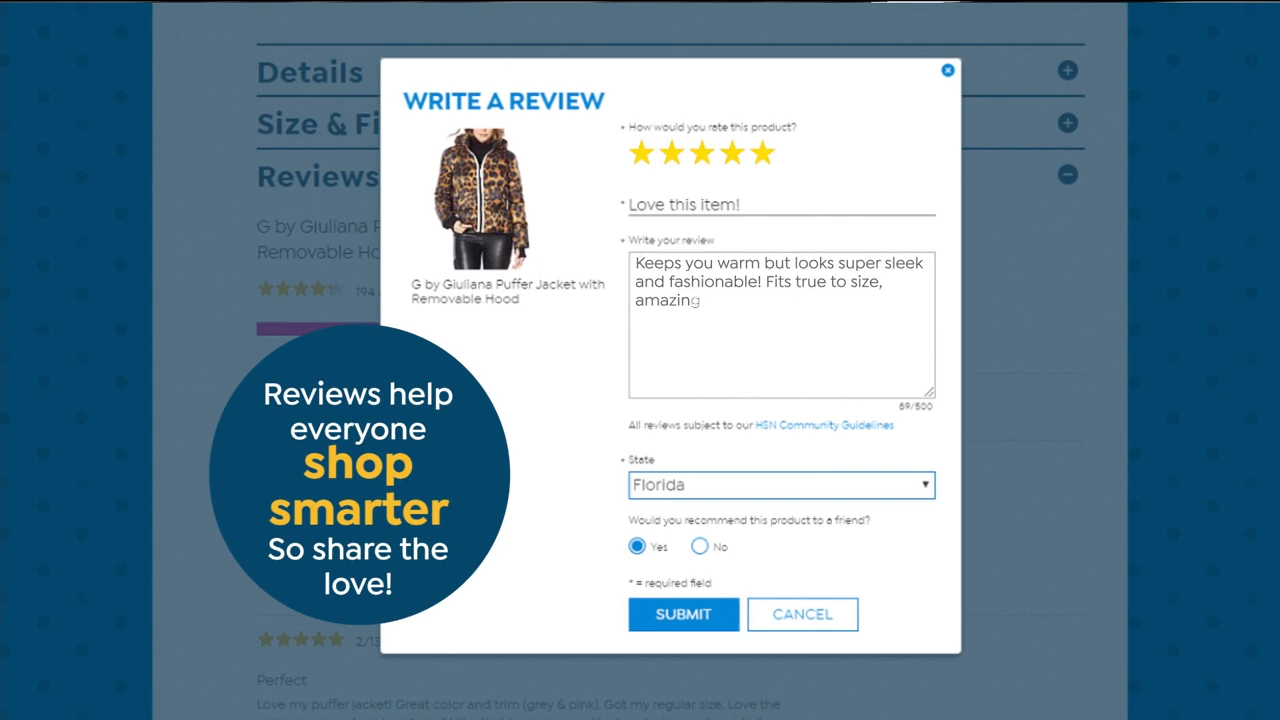 Details
Size & Fi
Reviews
G by Giuliana P
Removable Ho
194
WRITE A REVIEW
G by Giuliana Puffer Jacket with
Removable Hood
* How would you rate this product?
* Love this item!
* Write your review
Keeps you warm but looks super sleek
and fashionable! Fits true to size,
amazing
89/500
All reviews subject to our HSN Community Guidelines
* State
Florida
Would you recommend this product to a friend?
Yes No
* = required field
SUBMIT CANCEL
Reviews help
everyone
shop
smarter
So share the
love!
2/13
Perfect
Love my puffer jacket! Great color and trim (grey & pink). Got my regular size. Love the